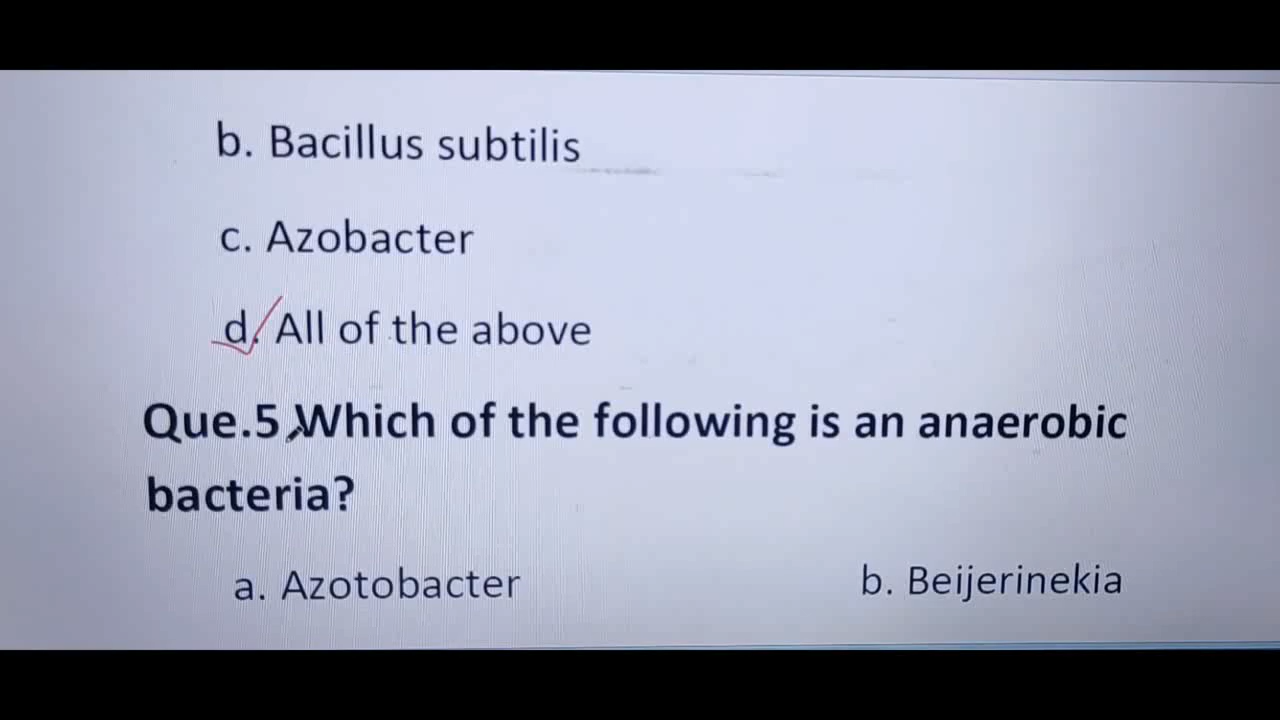 b. Bacillus subtilis
c. Azobacter
d. All of the above
Que.5 Which of the following is an anaerobic
bacteria?
a. Azotobacter b. Beijerinekia